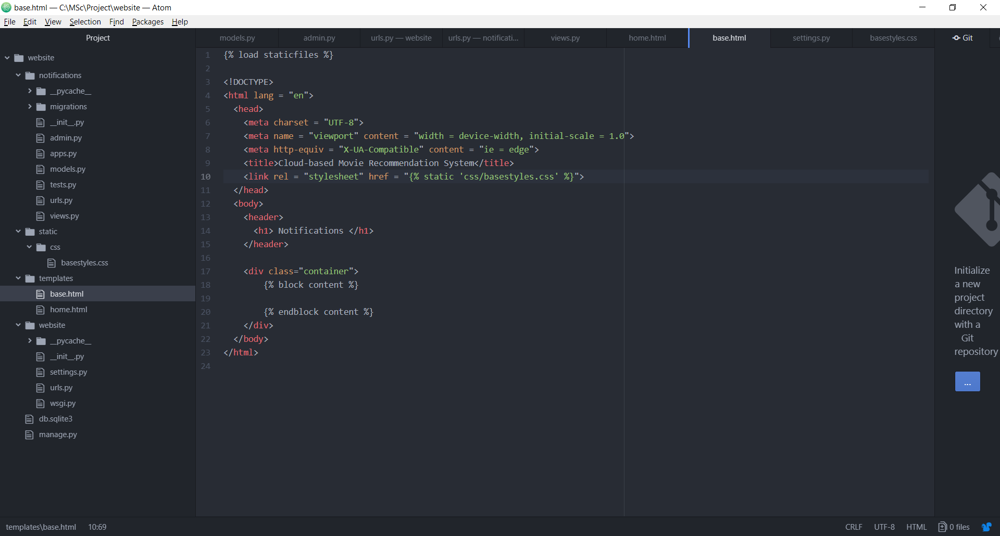 base.html — C:\MSc\Project\website — Atom
File Edit View Selection Find Packages Help
Project
website
notifications
__pycache__
migrations
__init__.py
admin.py
apps.py
models.py
tests.py
urls.py
views.py
static
css
basestyles.css
templates
base.html
home.html
website
__pycache__
__init__.py
settings.py
urls.py
wsgi.py
db.sqlite3
manage.py
models.py admin.py urls.py — website urls.py — notificati... views.py home.html base.html settings.py basestyles.css
1 {% load staticfiles %}
2
3 <!DOCTYPE>
4 <html lang = "en">
5 <head>
6 <meta charset = "UTF-8">
7 <meta name = "viewport" content = "width = device-width, initial-scale = 1.0">
8 <meta http-equiv = "X-UA-Compatible" content = "ie = edge">
9 <title>Cloud-based Movie Recommendation System</title>
10 <link rel = "stylesheet" href = "{% static 'css/basestyles.css' %}">
11 </head>
12 <body>
13 <header>
14 <h1> Notifications </h1>
15 </header>
16
17 <div class="container">
18 {% block content %}
19
20 {% endblock content %}
21 </div>
22 </body>
23 </html>
24
Git
Initialize
a new
project
directory
with a
Git
repository
...
templates\base.html 10:69
CRLF UTF-8 HTML 0 files